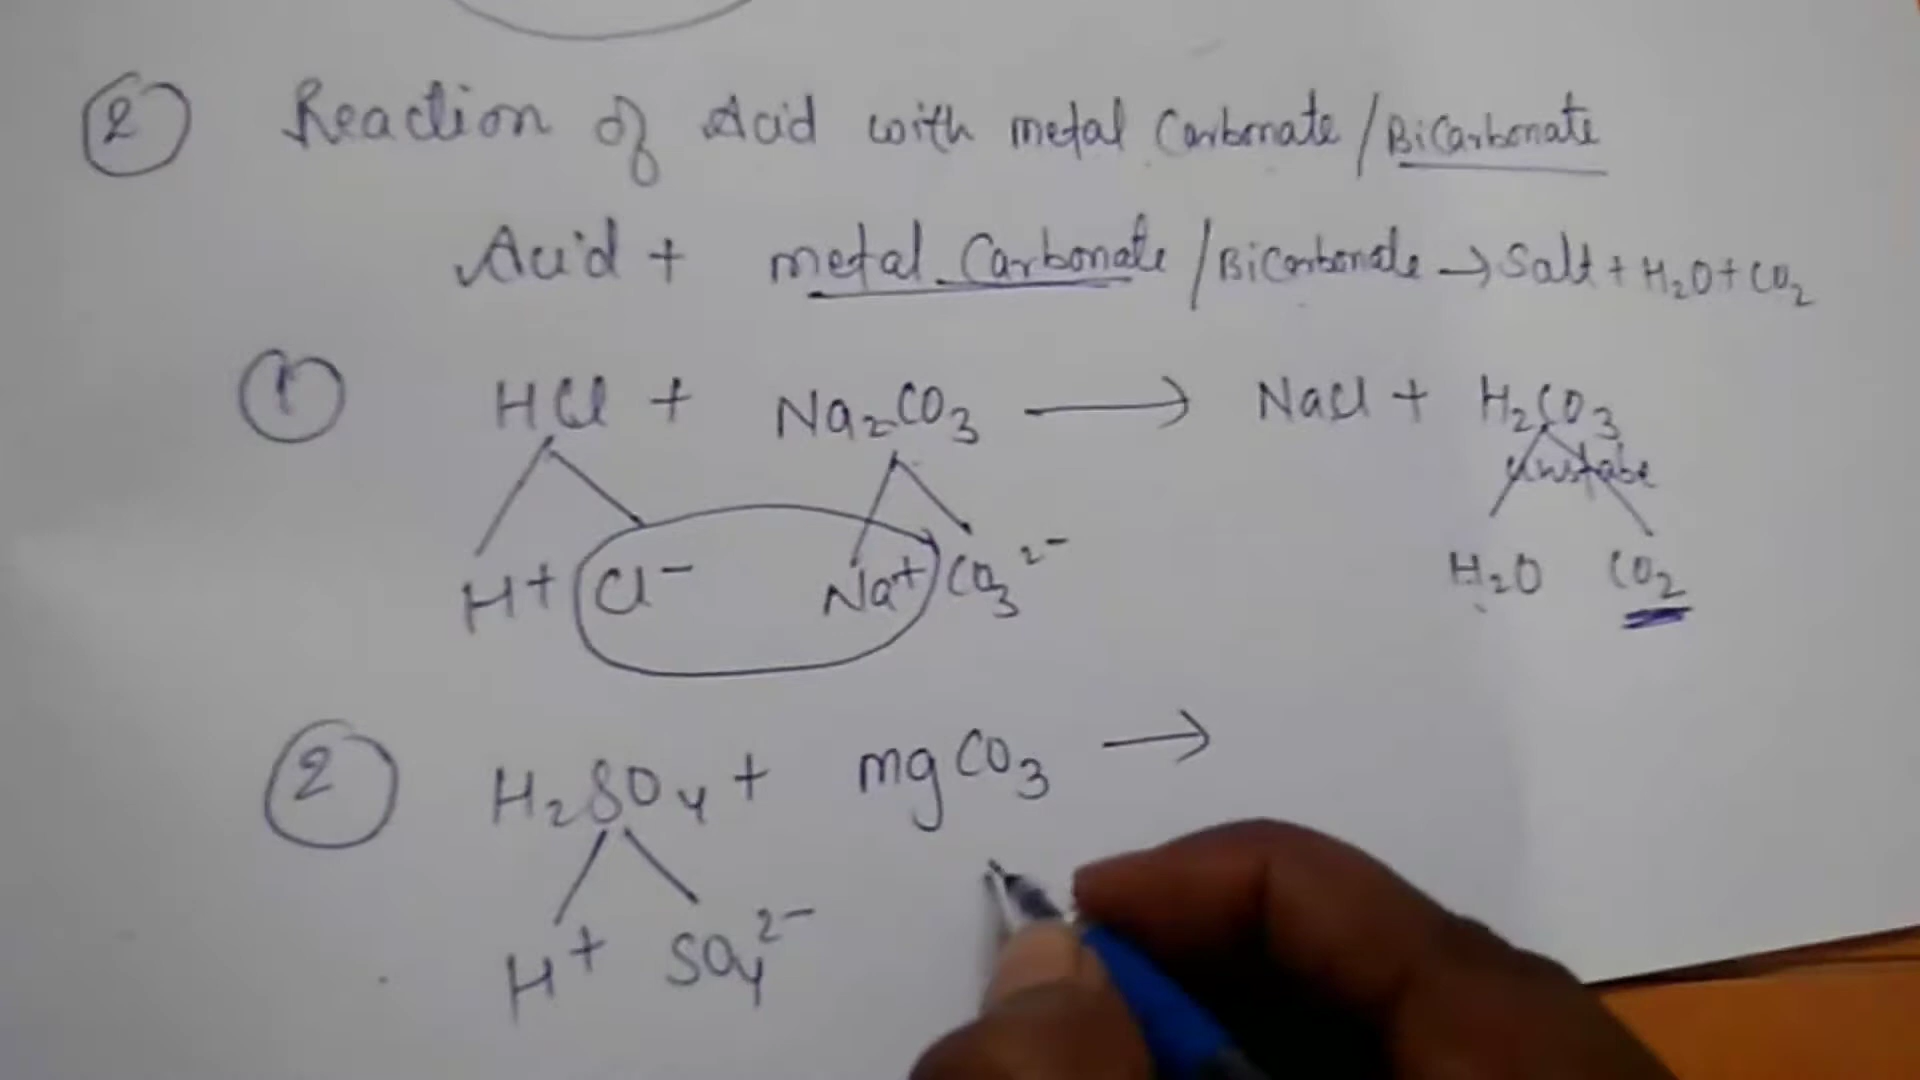 ② Reaction of Acid with metal Carbonate / Bicarbonate
Acid + metal Carbonate / Bicarbonate → Salt + H₂O + CO₂
① HCl + Na₂CO₃ → NaCl + H₂CO₃
unstabe
H⁺ Cl⁻ Na⁺ CO₃²⁻ H₂O CO₂
② H₂SO₄ + mgCO₃ →
H⁺ SO₄²⁻